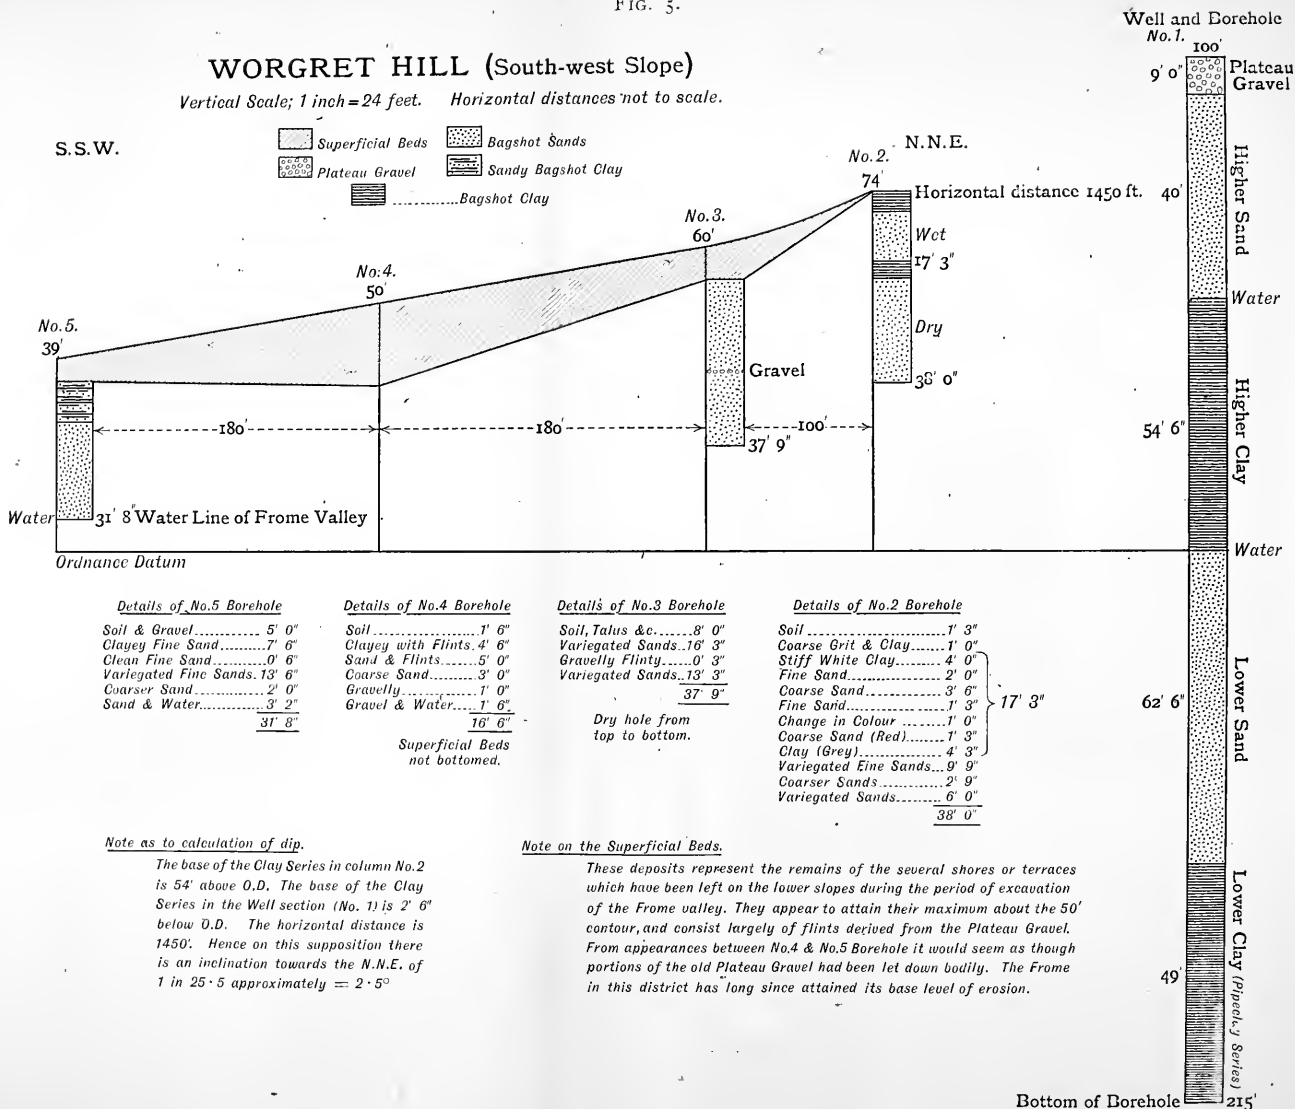 FIG. 5.
WORGRET HILL (South-west Slope)
Vertical Scale; 1 inch = 24 feet. Horizontal distances not to scale.
S.S.W.
N.N.E.
Superficial Beds
Bagshot Sands
Plateau Gravel
Sandy Bagshot Clay
Bagshot Clay
No. 5.
39'
No. 4.
50'
No. 3.
60'
No. 2.
74'
Horizontal distance 1450 ft.
Wet
17' 3"
Dry
38' 0"
Gravel
37' 9"
180'
180'
100'
Water
31' 8" Water Line of Frome Valley
Ordnance Datum
Well and Borehole
No. 1.
100'
9' 0"
Plateau
Gravel
40'
Higher Sand
Water
54' 6"
Higher Clay
Water
62' 6"
Lower Sand
49'
Lower Clay (Pipeclay Series)
Bottom of Borehole
215'
Details of No.5 Borehole
Soil & Gravel............ 5' 0"
Clayey Fine Sand.........7' 6"
Clean Fine Sand..........0' 6"
Variegated Fine Sands. 13' 6"
Coarser Sand.............2' 0"
Sand & Water.............3' 2"
31' 8"
Details of No.4 Borehole
Soil.....................1' 6"
Clayey with Flints. 4' 6"
Sand & Flints.......5' 0"
Coarse Sand.........3' 0"
Gravelly............1' 0"
Gravel & Water....1' 6"
16' 6"
Superficial Beds
not bottomed.
Details of No.3 Borehole
Soil, Talus &c.......8' 0"
Variegated Sands..16' 3"
Gravelly Flinty.....0' 3"
Variegated Sands..13' 3"
37' 9"
Dry hole from
top to bottom.
Details of No.2 Borehole
Soil ......................1' 3"
Coarse Grit & Clay......1' 0"
Stiff White Clay........ 4' 0"
Fine Sand................2' 0"
Coarse Sand.............3' 6"
Fine Sand................1' 3"
Change in Colour .......1' 0"
Coarse Sand (Red).......1' 3"
Clay (Grey)..............4' 3"
17' 3"
Variegated Fine Sands...9' 9"
Coarser Sands............2' 9"
Variegated Sands........ 6' 0"
38' 0"
Note as to calculation of dip.
The base of the Clay Series in column No.2
is 54' above O.D. The base of the Clay
Series in the Well section (No. 1) is 2' 6"
below O.D. The horizontal distance is
1450'. Hence on this supposition there
is an inclination towards the N.N.E. of
1 in 25·5 approximately = 2·5°
Note on the Superficial Beds.
These deposits represent the remains of the several shores or terraces
which have been left on the lower slopes during the period of excavation
of the Frome valley. They appear to attain their maximum about the 50'
contour, and consist largely of flints derived from the Plateau Gravel.
From appearances between No.4 & No.5 Borehole it would seem as though
portions of the old Plateau Gravel had been let down bodily. The Frome
in this district has long since attained its base level of erosion.